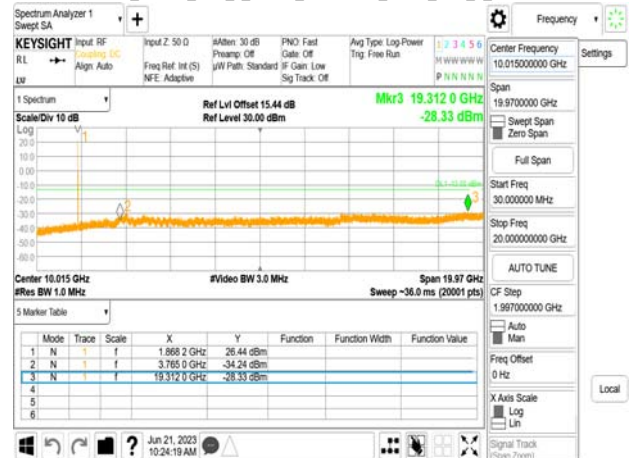 Spectrum Analyzer 1
Swept SA
+
Frequency
KEYSIGHT
Input: RF
Coupling: DC
Align: Auto
Input Z: 50 Ω
Freq Ref: Int (S)
NFE: Adaptive
#Atten: 30 dB
Preamp: Off
µW Path: Standard
PNO: Fast
Gate: Off
IF Gain: Low
Sig Track: Off
Avg Type: Log-Power
Trig: Free Run
1 2 3 4 5 6
M W W W W W
P N N N N N
RL
1 Spectrum
Scale/Div 10 dB
Ref Lvl Offset 15.44 dB
Ref Level 30.00 dBm
Mkr3 19.312 0 GHz
-28.33 dBm
Log
20.0
10.0
0.00
-10.0
-20.0
-30.0
-40.0
-50.0
-60.0
1
2
3
Center 10.015 GHz
#Res BW 1.0 MHz
#Video BW 3.0 MHz
Span 19.97 GHz
Sweep ~36.0 ms (20001 pts)
5 Marker Table
Mode Trace Scale X Y Function Function Width Function Value
1 N 1 f 1.868 2 GHz 26.44 dBm
2 N 1 f 3.765 0 GHz -34.24 dBm
3 N 1 f 19.312 0 GHz -28.33 dBm
4
5
6
?
Jun 21, 2023
10:24:19 AM
Center Frequency
10.015000000 GHz
Settings
Span
19.9700000 GHz
Swept Span
Zero Span
Full Span
Start Freq
30.000000 MHz
Stop Freq
20.000000000 GHz
AUTO TUNE
CF Step
1.997000000 GHz
Auto
Man
Freq Offset
0 Hz
X Axis Scale
Log
Lin
Local
Signal Track
(Span Zoom)